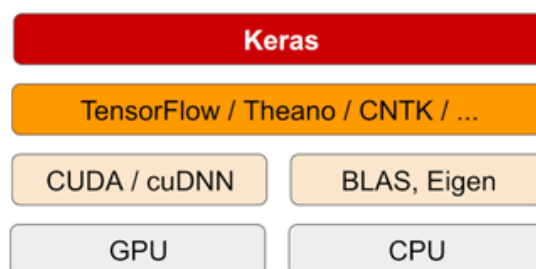 Keras
TensorFlow / Theano / CNTK / ...
CUDA / cuDNN
BLAS, Eigen
GPU
CPU